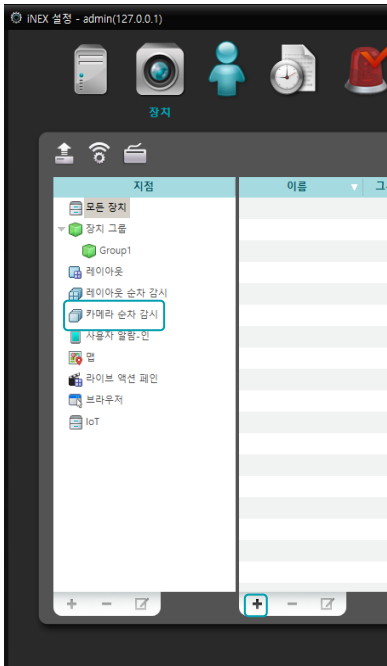 INEX 설정 - admin(127.0.0.1)
장치
지점
이름
모든 장치
장치 그룹
Group1
레이아웃
레이아웃 순차 감시
카메라 순차 감시
사용자 알람-인
맵
라이브 액션 페인
브라우저
IoT